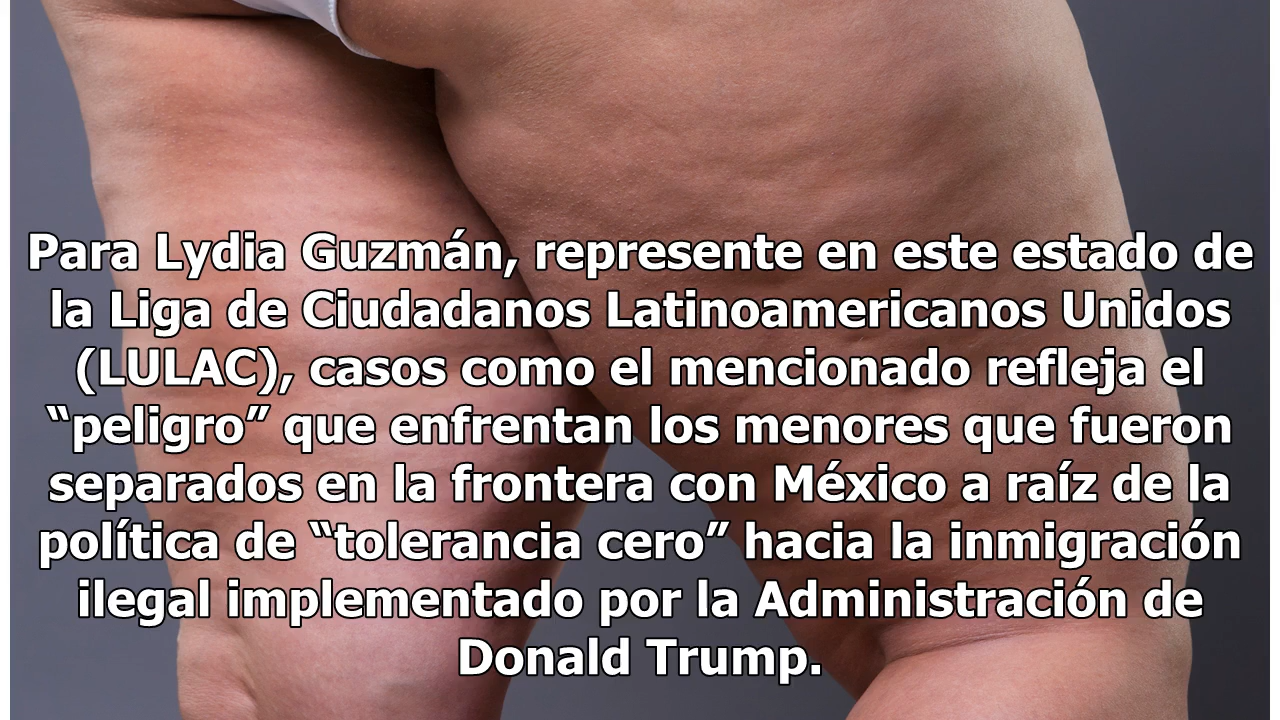 Para Lydia Guzmán, represente en este estado de
la Liga de Ciudadanos Latinoamericanos Unidos
(LULAC), casos como el mencionado refleja el
“peligro” que enfrentan los menores que fueron
separados en la frontera con México a raíz de la
política de “tolerancia cero” hacia la inmigración
ilegal implementado por la Administración de
Donald Trump.